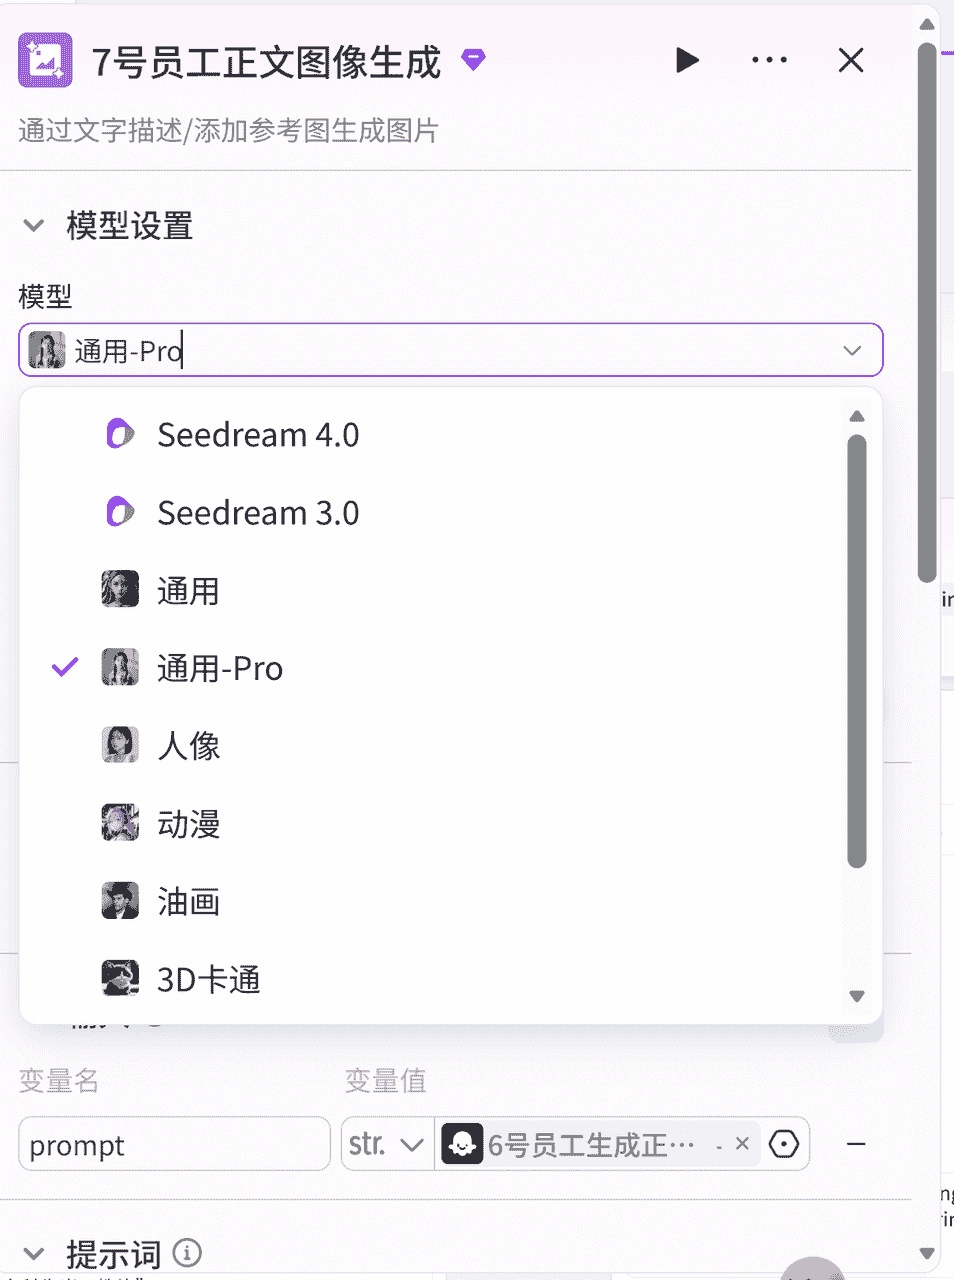 7号员工正文图像生成
通过文字描述/添加参考图生成图片
模型设置
模型
通用-Pro
Seedream 4.0
Seedream 3.0
通用
通用-Pro
人像
动漫
油画
3D卡通
变量名 变量值
prompt str. 6号员工生成正… -
提示词